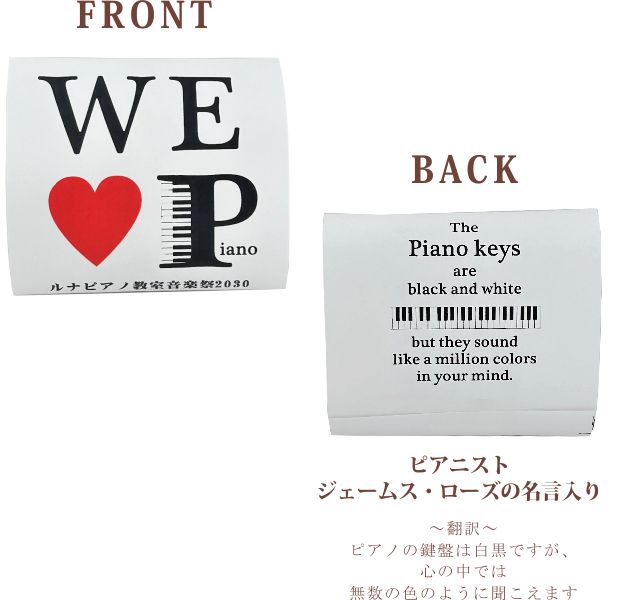 FRONT
WE
Piano
ルナピアノ教室音楽祭2030
BACK
The
Piano keys
are
black and white
but they sound
like a million colors
in your mind.
ピアニスト
ジェームス・ローズの名言入り
～翻訳～
ピアノの鍵盤は白黒ですが、
心の中では
無数の色のように聞こえます